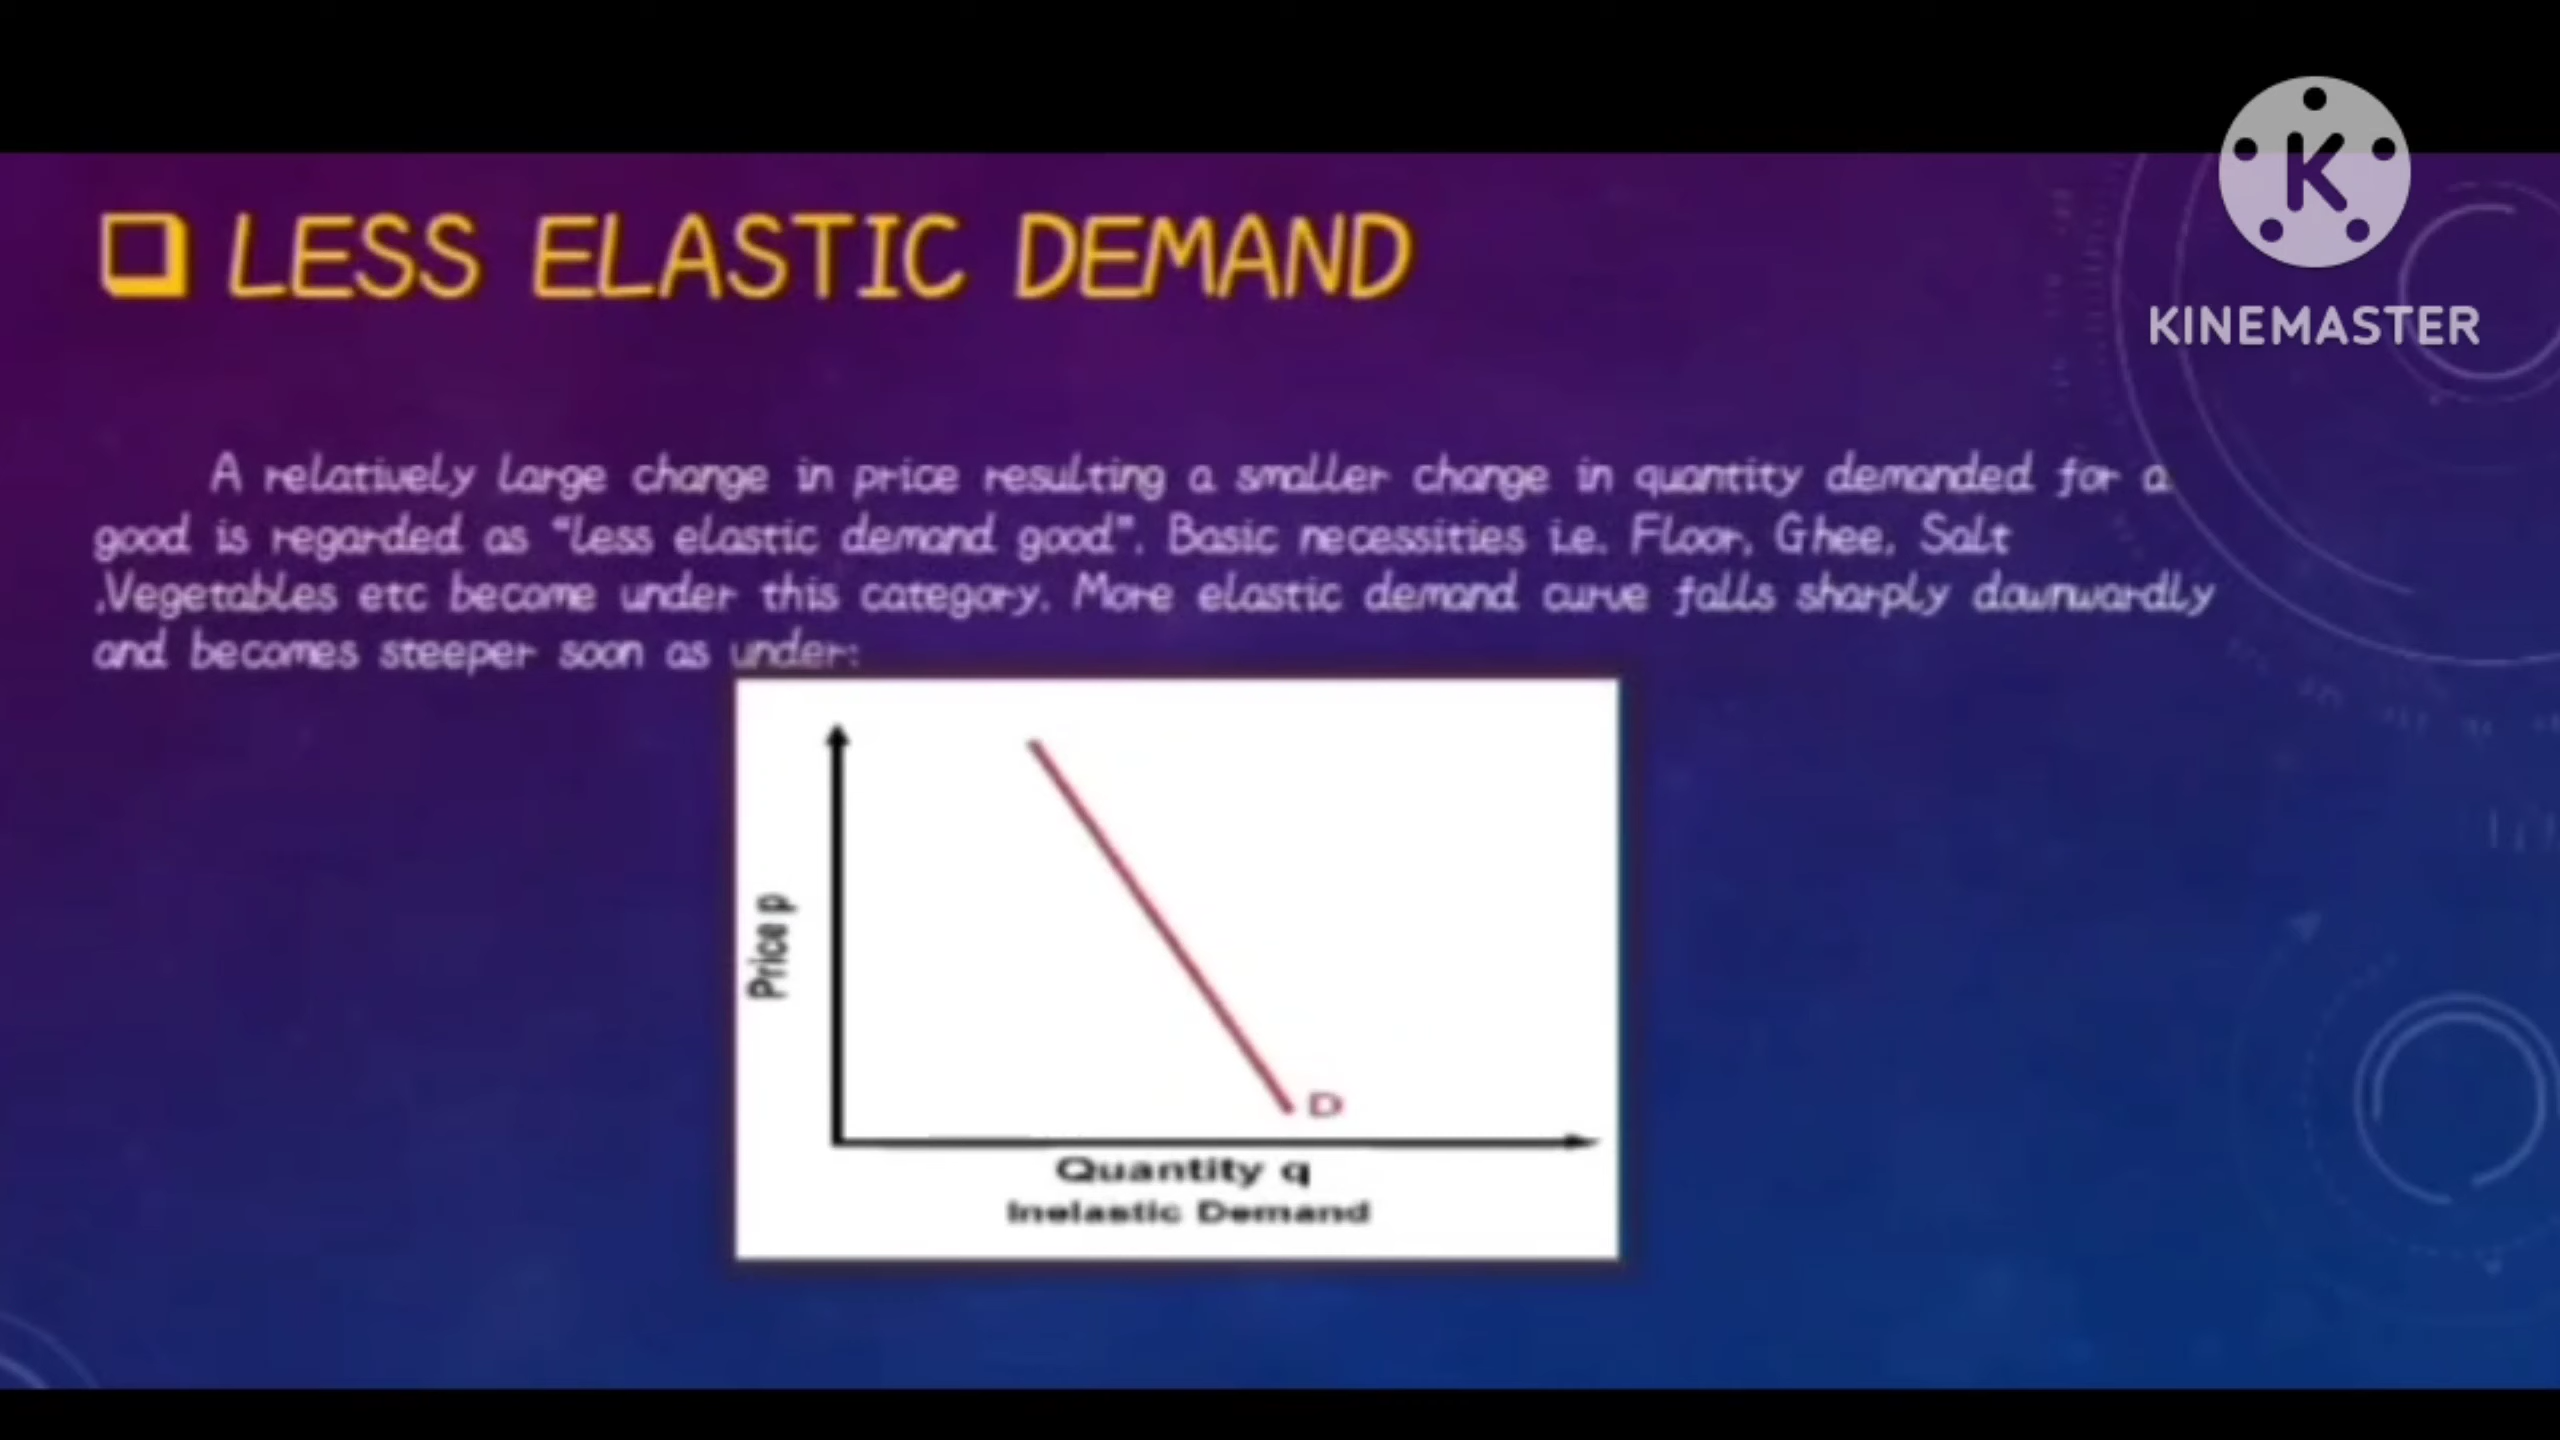 LESS ELASTIC DEMAND
K
KINEMASTER
A relatively large change in price resulting a smaller change in quantity demanded for a
good is regarded as "less elastic demand good". Basic necessities i.e. Floor, Ghee, Salt
,Vegetables etc become under this category. More elastic demand curve falls sharply downwardly
and becomes steeper soon as under:
Price p
D
Quantity q
Inelastic Demand